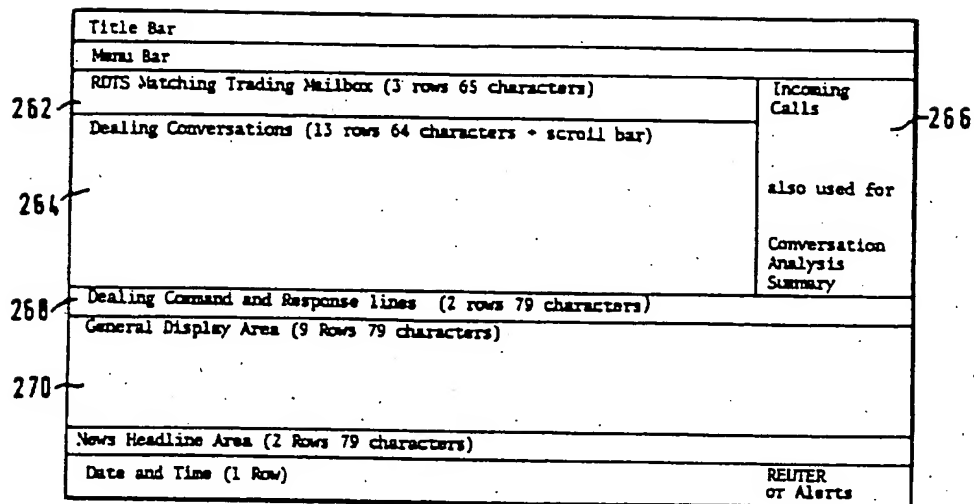 Title Bar
Menu Bar
RDTS Matching Trading Mailbox (3 rows 65 characters)
Incoming
Calls
262
266
Dealing Conversations (13 rows 64 characters + scroll bar)
264
also used for
Conversation
Analysis
Summary
268
Dealing Command and Response lines (2 rows 79 characters)
General Display Area (9 Rows 79 characters)
270
News Headline Area (2 Rows 79 characters)
Date and Time (1 Row)
REUTER
or Alerts